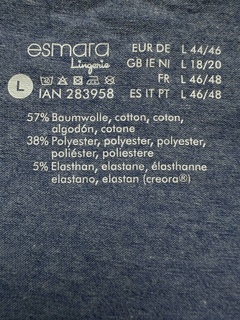 esmara
Lingerie
L
IAN 283958
EUR DE L 44/46
GB IE NI L 18/20
FR L 46/48
ES IT PT L 46/48
57% Baumwolle, cotton, coton,
algodón, cotone
38% Polyester, polyester, polyester,
poliéster, poliestere
5% Elasthan, elastane, élasthanne
elastano, elastan (creora®)